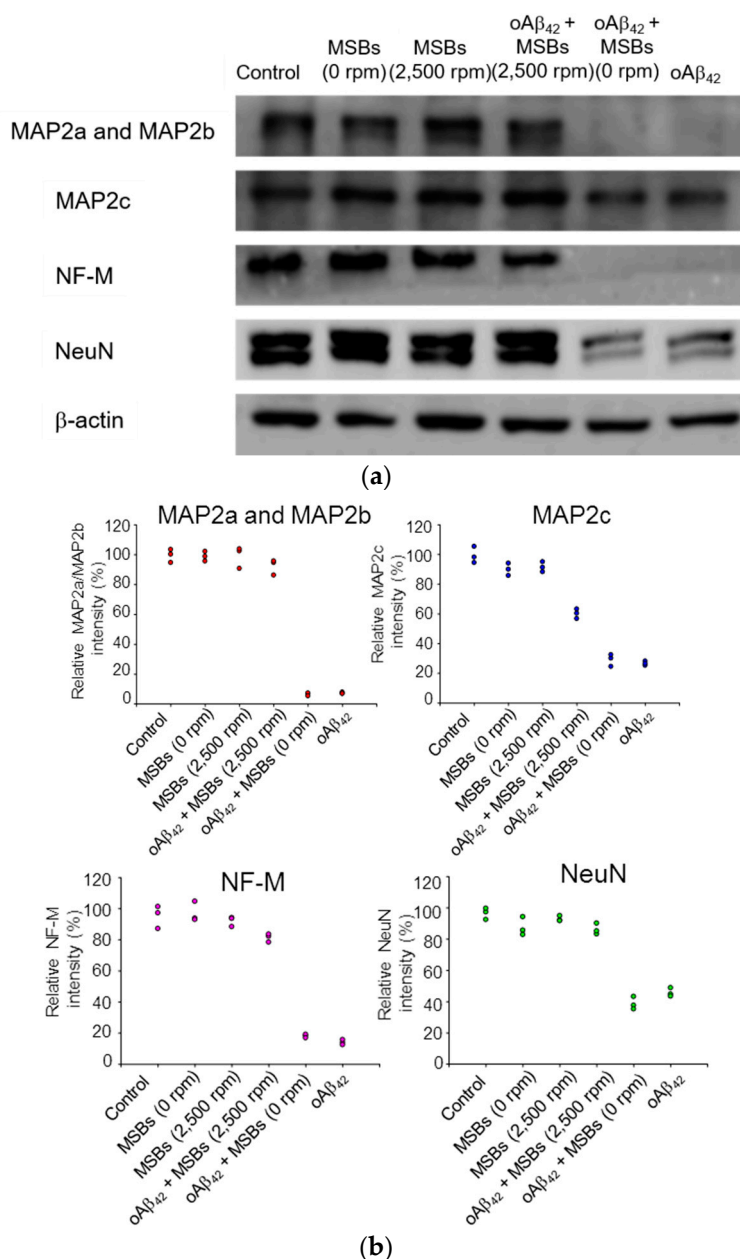 Control
MSBs
(0 rpm)
MSBs
(2,500 rpm)
oAβ42 +
MSBs
(2,500 rpm)
oAβ42 +
MSBs
(0 rpm)
oAβ42
MAP2a and MAP2b
MAP2c
NF-M
NeuN
β-actin
(a)
MAP2a and MAP2b
Relative MAP2a/MAP2b
intensity (%)
120
100
80
60
40
20
0
Control
MSBs (0 rpm)
MSBs (2,500 rpm)
oAβ42 + MSBs (2,500 rpm)
oAβ42 + MSBs (0 rpm)
oAβ42
MAP2c
Relative MAP2c
intensity (%)
120
100
80
60
40
20
0
Control
MSBs (0 rpm)
MSBs (2,500 rpm)
oAβ42 + MSBs (2,500 rpm)
oAβ42 + MSBs (0 rpm)
oAβ42
NF-M
Relative NF-M
intensity (%)
120
100
80
60
40
20
0
Control
MSBs (0 rpm)
MSBs (2,500 rpm)
oAβ42 + MSBs (2,500 rpm)
oAβ42 + MSBs (0 rpm)
oAβ42
NeuN
Relative NeuN
intensity (%)
120
100
80
60
40
20
0
Control
MSBs (0 rpm)
MSBs (2,500 rpm)
oAβ42 + MSBs (2,500 rpm)
oAβ42 + MSBs (0 rpm)
oAβ42
(b)